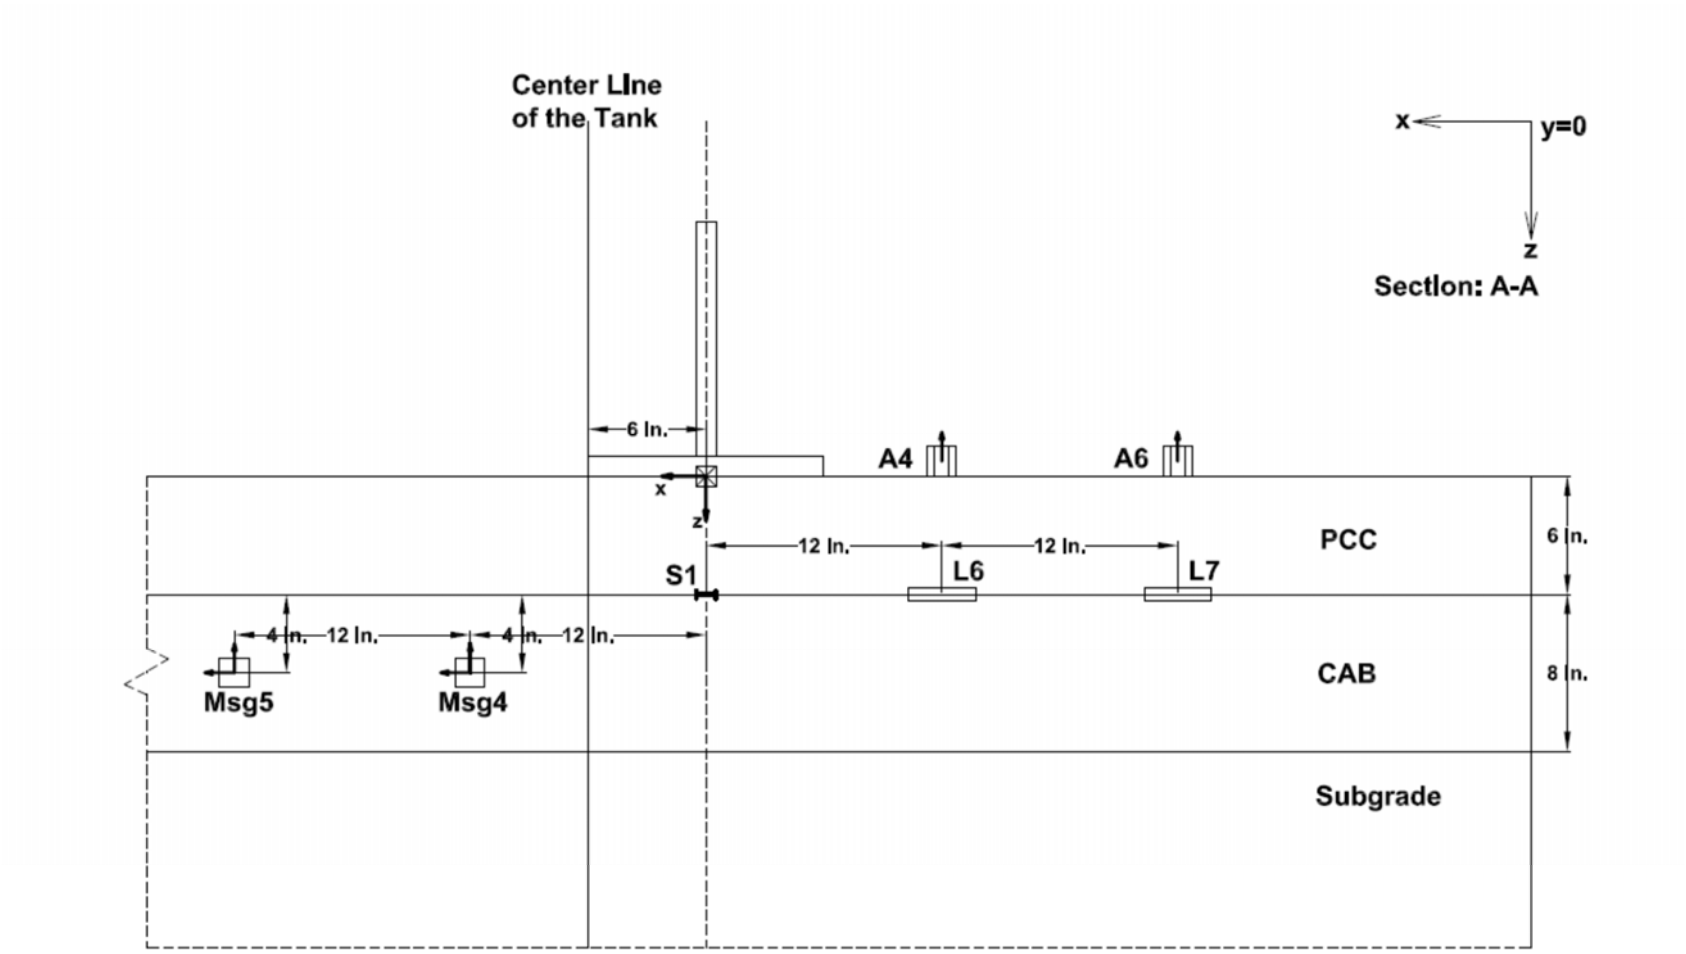 Center Line
of the Tank
x
y=0
z
Section: A-A
6 In.
A4
A6
x
z
12 In.
12 In.
PCC
6 In.
S1
L6
L7
4 In.
12 In.
4 In.
12 In.
CAB
8 In.
Msg5
Msg4
Subgrade